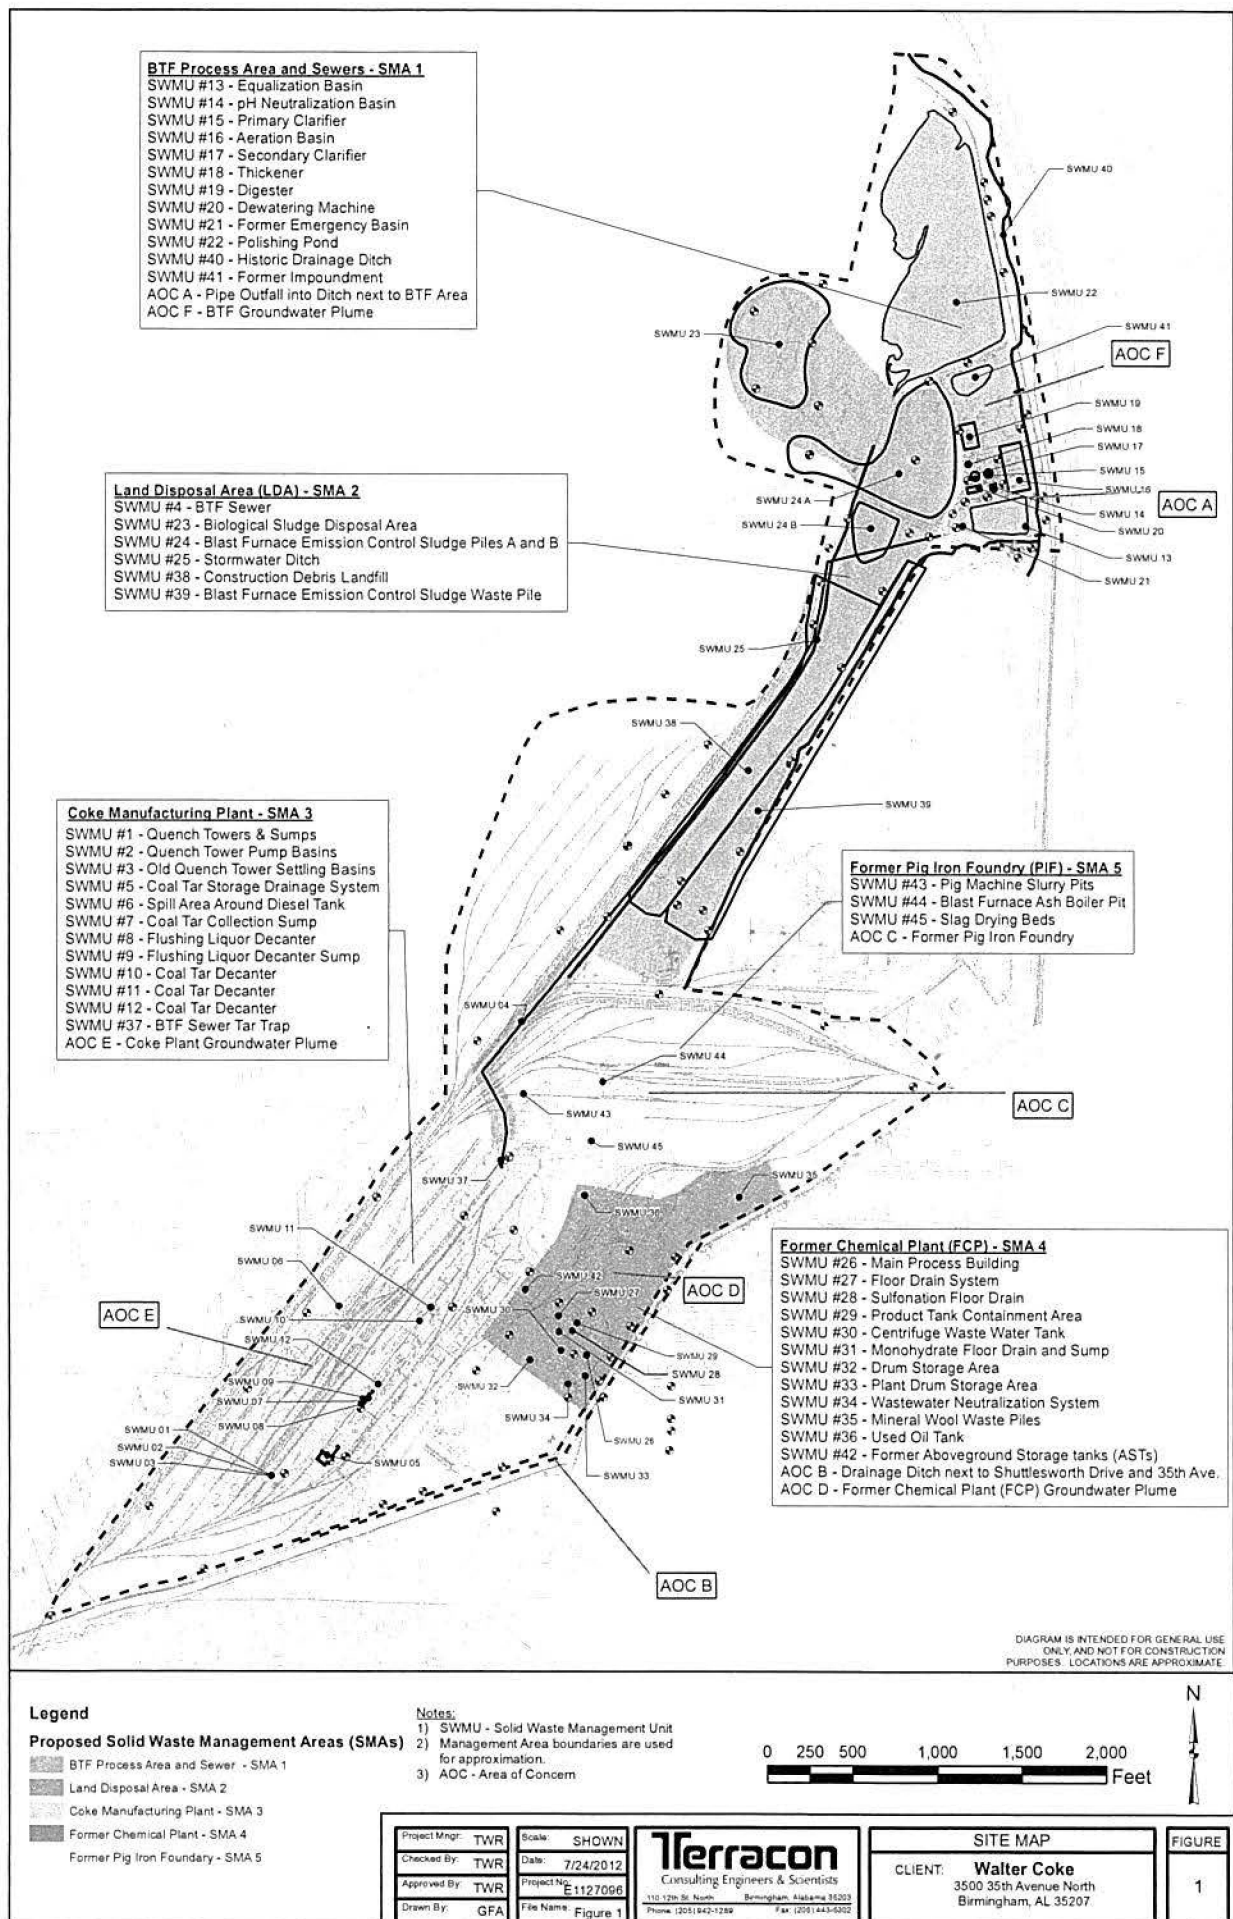 BTF Process Area and Sewers - SMA 1
SWMU #13 - Equalization Basin
SWMU #14 - pH Neutralization Basin
SWMU #15 - Primary Clarifier
SWMU #16 - Aeration Basin
SWMU #17 - Secondary Clarifier
SWMU #18 - Thickener
SWMU #19 - Digester
SWMU #20 - Dewatering Machine
SWMU #21 - Former Emergency Basin
SWMU #22 - Polishing Pond
SWMU #40 - Historic Drainage Ditch
SWMU #41 - Former Impoundment
AOC A - Pipe Outfall into Ditch next to BTF Area
AOC F - BTF Groundwater Plume
SWMU 40
SWMU 22
SWMU 41
SWMU 23
AOC F
SWMU 19
SWMU 18
SWMU 17
SWMU 15
SWMU 16
AOC A
SWMU 14
SWMU 20
SWMU 13
SWMU 21
SWMU 24 A
SWMU 24 B
Land Disposal Area (LDA) - SMA 2
SWMU #4 - BTF Sewer
SWMU #23 - Biological Sludge Disposal Area
SWMU #24 - Blast Furnace Emission Control Sludge Piles A and B
SWMU #25 - Stormwater Ditch
SWMU #38 - Construction Debris Landfill
SWMU #39 - Blast Furnace Emission Control Sludge Waste Pile
SWMU 25
SWMU 38
SWMU 39
Coke Manufacturing Plant - SMA 3
SWMU #1 - Quench Towers & Sumps
SWMU #2 - Quench Tower Pump Basins
SWMU #3 - Old Quench Tower Settling Basins
SWMU #5 - Coal Tar Storage Drainage System
SWMU #6 - Spill Area Around Diesel Tank
SWMU #7 - Coal Tar Collection Sump
SWMU #8 - Flushing Liquor Decanter
SWMU #9 - Flushing Liquor Decanter Sump
SWMU #10 - Coal Tar Decanter
SWMU #11 - Coal Tar Decanter
SWMU #12 - Coal Tar Decanter
SWMU #37 - BTF Sewer Tar Trap
AOC E - Coke Plant Groundwater Plume
Former Pig Iron Foundry (PIF) - SMA 5
SWMU #43 - Pig Machine Slurry Pits
SWMU #44 - Blast Furnace Ash Boiler Pit
SWMU #45 - Slag Drying Beds
AOC C - Former Pig Iron Foundry
SWMU 04
SWMU 44
SWMU 43
AOC C
SWMU 45
SWMU 37
SWMU 35
SWMU 36
SWMU 11
SWMU 06
AOC E
SWMU 10
SWMU 12
SWMU 09
SWMU 07
SWMU 08
SWMU 01
SWMU 02
SWMU 03
SWMU 05
SWMU 42
SWMU 27
SWMU 30
AOC D
SWMU 29
SWMU 28
SWMU 32
SWMU 31
SWMU 34
SWMU 26
SWMU 33
AOC B
Former Chemical Plant (FCP) - SMA 4
SWMU #26 - Main Process Building
SWMU #27 - Floor Drain System
SWMU #28 - Sulfonation Floor Drain
SWMU #29 - Product Tank Containment Area
SWMU #30 - Centrifuge Waste Water Tank
SWMU #31 - Monohydrate Floor Drain and Sump
SWMU #32 - Drum Storage Area
SWMU #33 - Plant Drum Storage Area
SWMU #34 - Wastewater Neutralization System
SWMU #35 - Mineral Wool Waste Piles
SWMU #36 - Used Oil Tank
SWMU #42 - Former Aboveground Storage tanks (ASTs)
AOC B - Drainage Ditch next to Shuttlesworth Drive and 35th Ave.
AOC D - Former Chemical Plant (FCP) Groundwater Plume
DIAGRAM IS INTENDED FOR GENERAL USE
ONLY, AND NOT FOR CONSTRUCTION
PURPOSES. LOCATIONS ARE APPROXIMATE.
Legend
Proposed Solid Waste Management Areas (SMAs)
BTF Process Area and Sewer - SMA 1
Land Disposal Area - SMA 2
Coke Manufacturing Plant - SMA 3
Former Chemical Plant - SMA 4
Former Pig Iron Foundary - SMA 5
Notes:
1) SWMU - Solid Waste Management Unit
2) Management Area boundaries are used
for approximation.
3) AOC - Area of Concern
0 250 500 1,000 1,500 2,000
Feet
N
Project Mngr: TWR
Checked By: TWR
Approved By: TWR
Drawn By: GFA
Scale: SHOWN
Date: 7/24/2012
Project No: E1127096
File Name: Figure 1
Terracon
Consulting Engineers & Scientists
110 12th St. North Birmingham, Alabama 35203
Phone (205) 942-1289 Fax: (205) 443-5302
SITE MAP
CLIENT: Walter Coke
3500 35th Avenue North
Birmingham, AL 35207
FIGURE
1